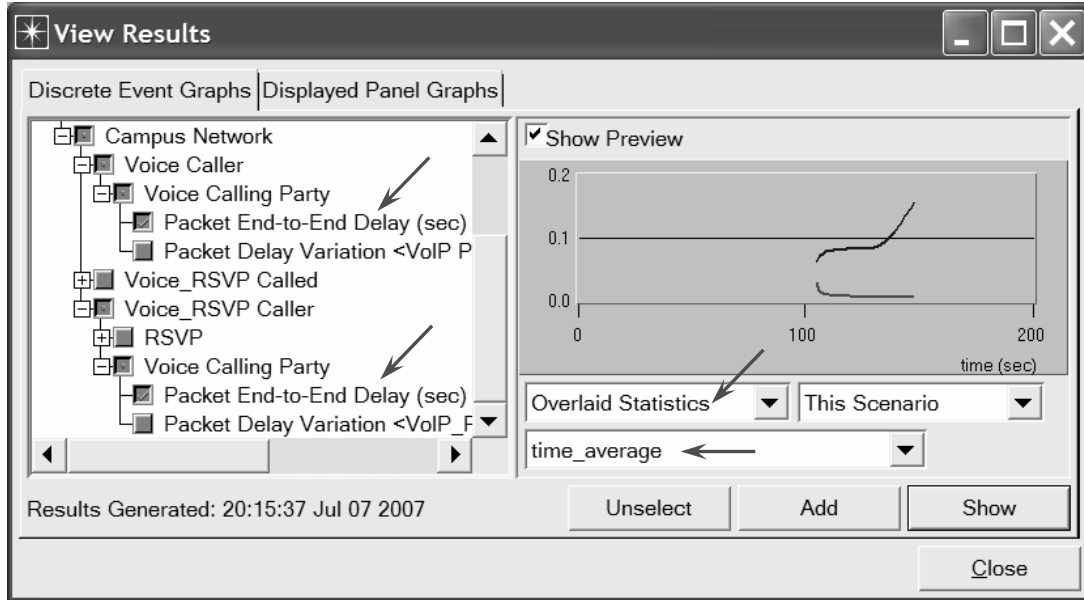 View Results
Discrete Event Graphs Displayed Panel Graphs
Campus Network
Voice Caller
Voice Calling Party
Packet End-to-End Delay (sec)
Packet Delay Variation <VoIP P
Voice_RSVP Called
Voice_RSVP Caller
RSVP
Voice Calling Party
Packet End-to-End Delay (sec)
Packet Delay Variation <VoIP_F
Show Preview
0.2
0.1
0.0
0 100 200
time (sec)
Overlaid Statistics This Scenario
time_average
Results Generated: 20:15:37 Jul 07 2007
Unselect Add Show
Close